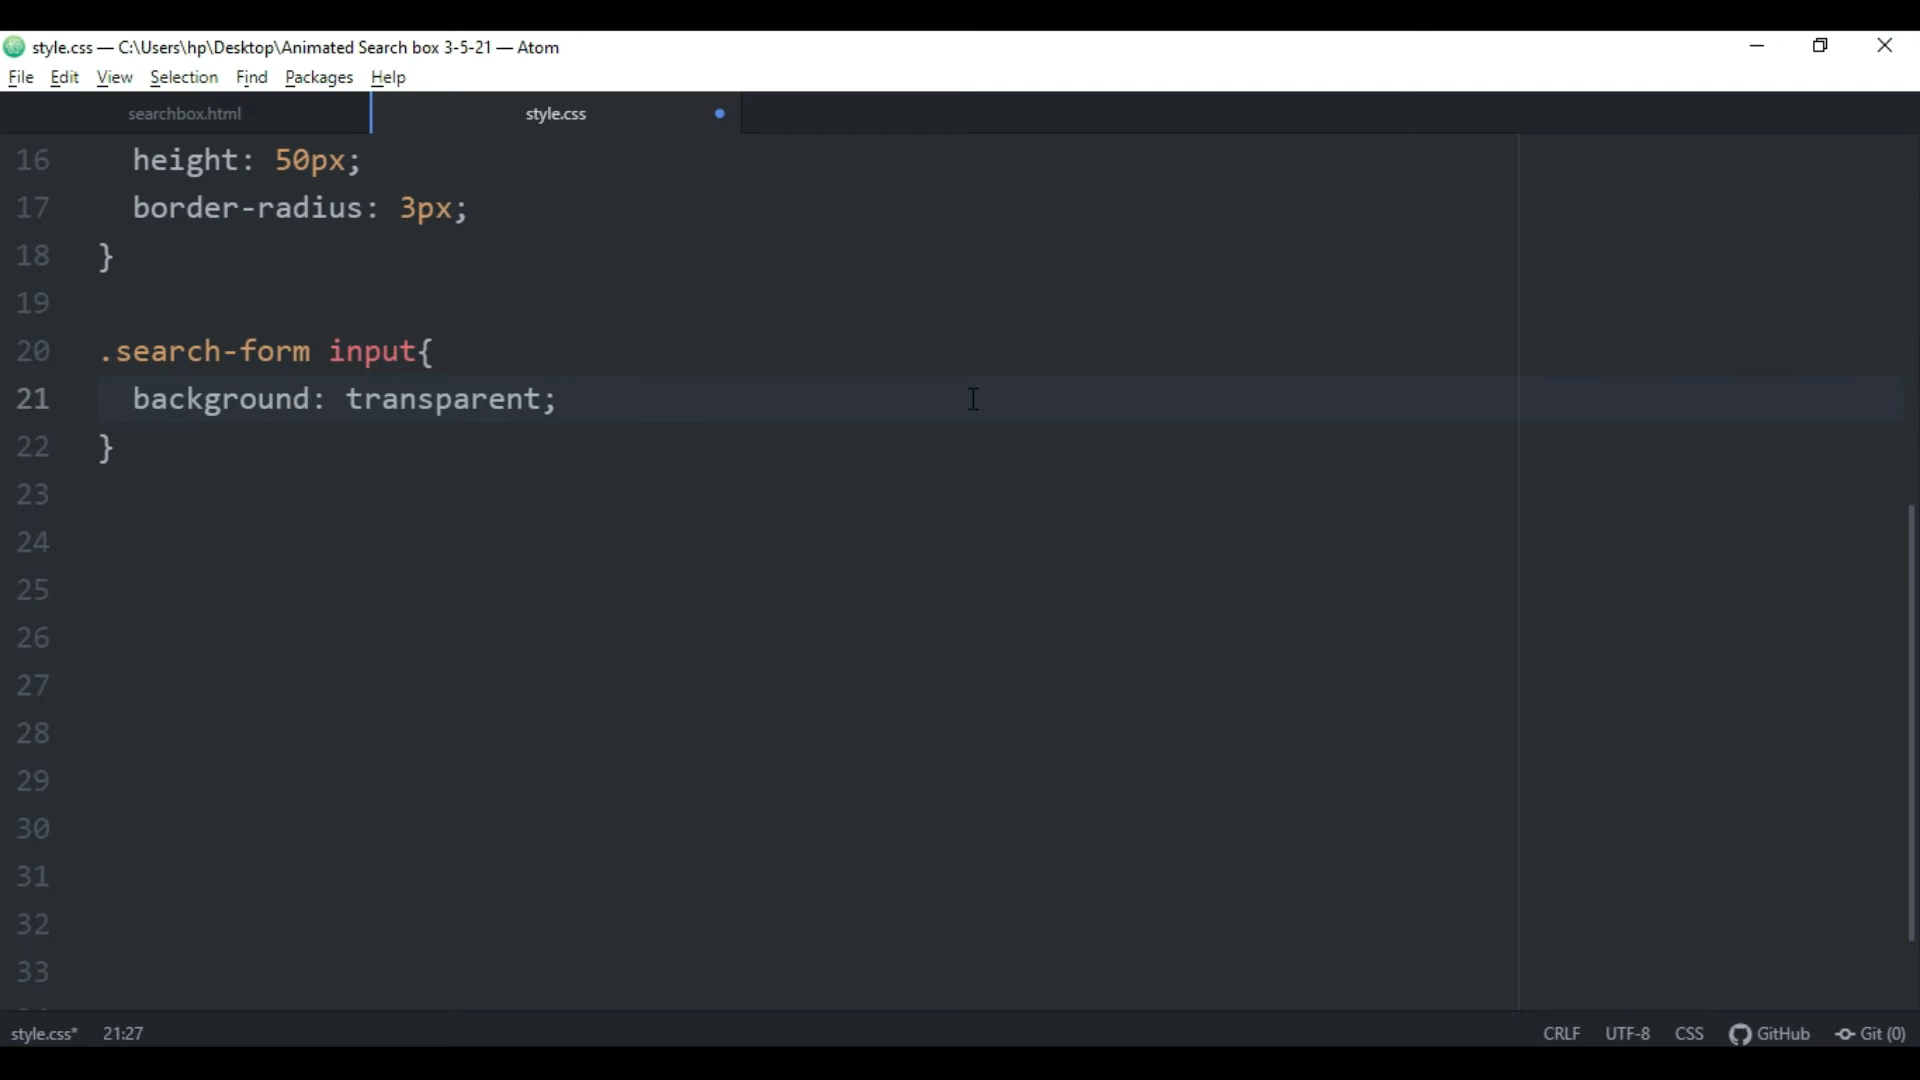 style.css — C:\Users\hp\Desktop\Animated Search box 3-5-21 — Atom
File Edit View Selection Find Packages Help
searchbox.html style.css
16 height: 50px;
17 border-radius: 3px;
18 }
19
20 .search-form input{
21 background: transparent;
22 }
23
24
25
26
27
28
29
30
31
32
33
style.css* 21:27 CRLF UTF-8 CSS GitHub Git (0)